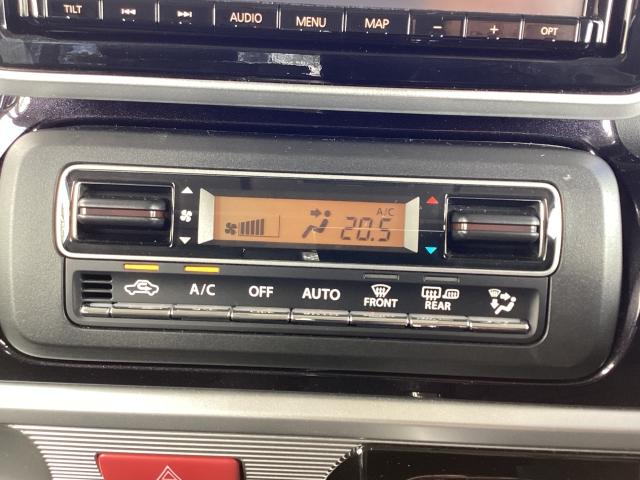 TILT AUDIO MENU MAP - + OPT
A/C
20.5
A/C OFF AUTO FRONT REAR